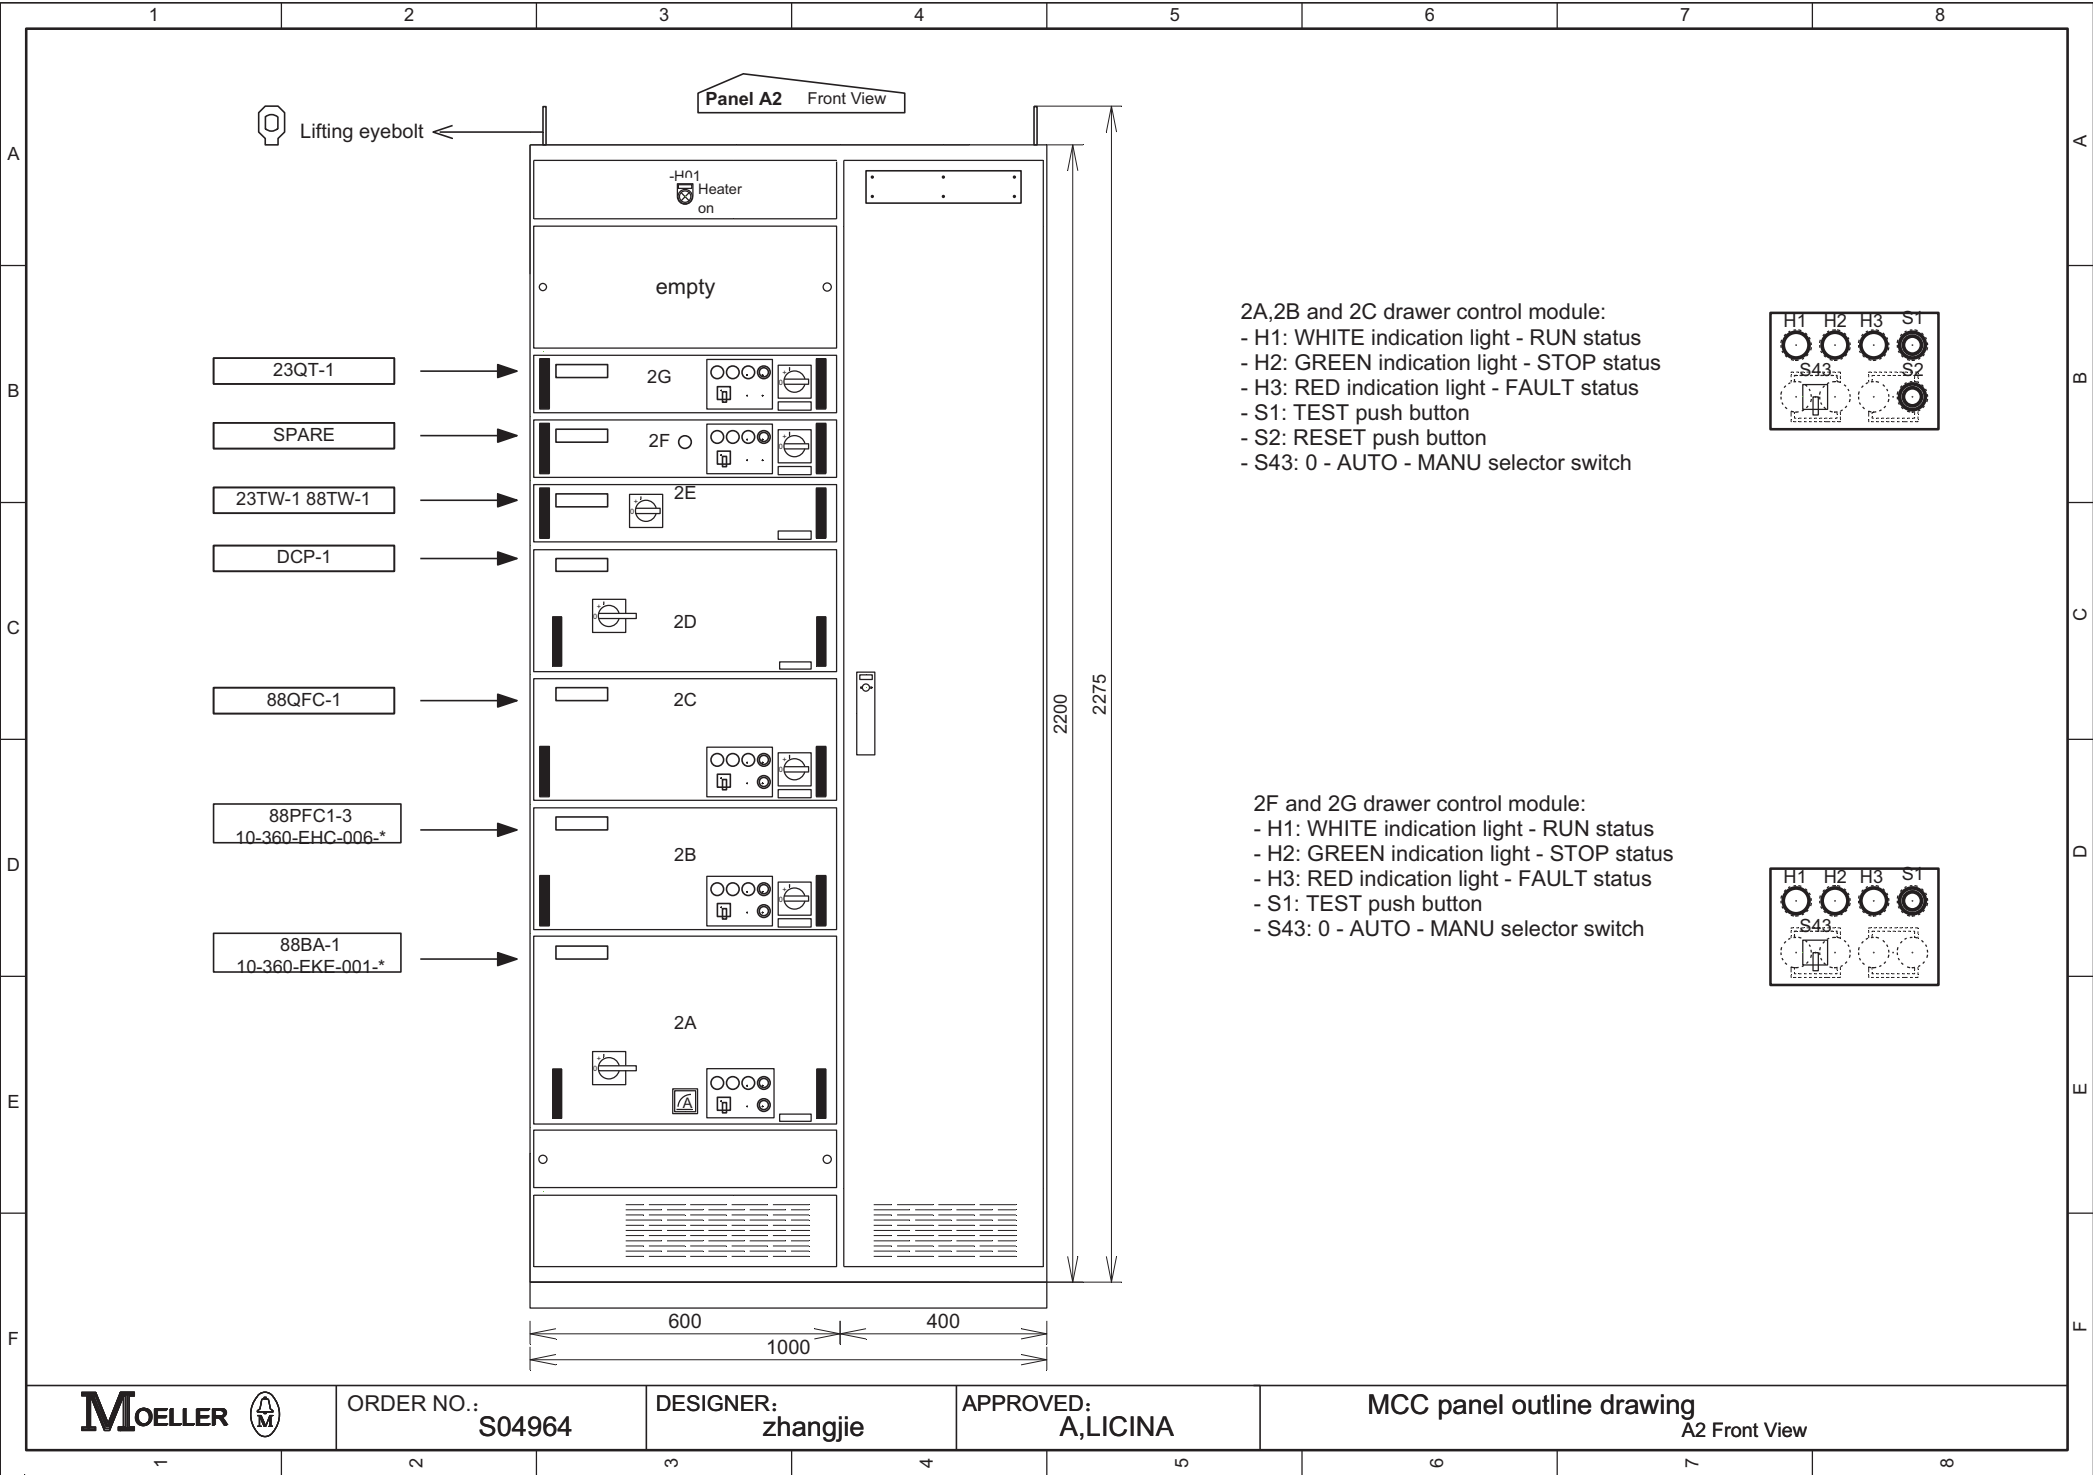 1 2 3 4 5 6 7 8
Panel A2 Front View
Lifting eyebolt
A A
-H01
Heater
on
empty
23QT-1
2G
B B
SPARE
2F
23TW-1 88TW-1
2E
DCP-1
2D
C C
88QFC-1
2C
2200
2275
88PFC1-3
10-360-EHC-006-*
2B
D D
88BA-1
10-360-EKE-001-*
2A
A
E E
2A,2B and 2C drawer control module:
- H1: WHITE indication light - RUN status
- H2: GREEN indication light - STOP status
- H3: RED indication light - FAULT status
- S1: TEST push button
- S2: RESET push button
- S43: 0 - AUTO - MANU selector switch
H1 H2 H3 S1
S43 S2
2F and 2G drawer control module:
- H1: WHITE indication light - RUN status
- H2: GREEN indication light - STOP status
- H3: RED indication light - FAULT status
- S1: TEST push button
- S43: 0 - AUTO - MANU selector switch
H1 H2 H3 S1
S43
600 400
1000
F F
MOELLER M
ORDER NO.:
S04964
DESIGNER:
zhangjie
APPROVED:
A,LICINA
MCC panel outline drawing
A2 Front View
1 2 3 4 5 6 7 8